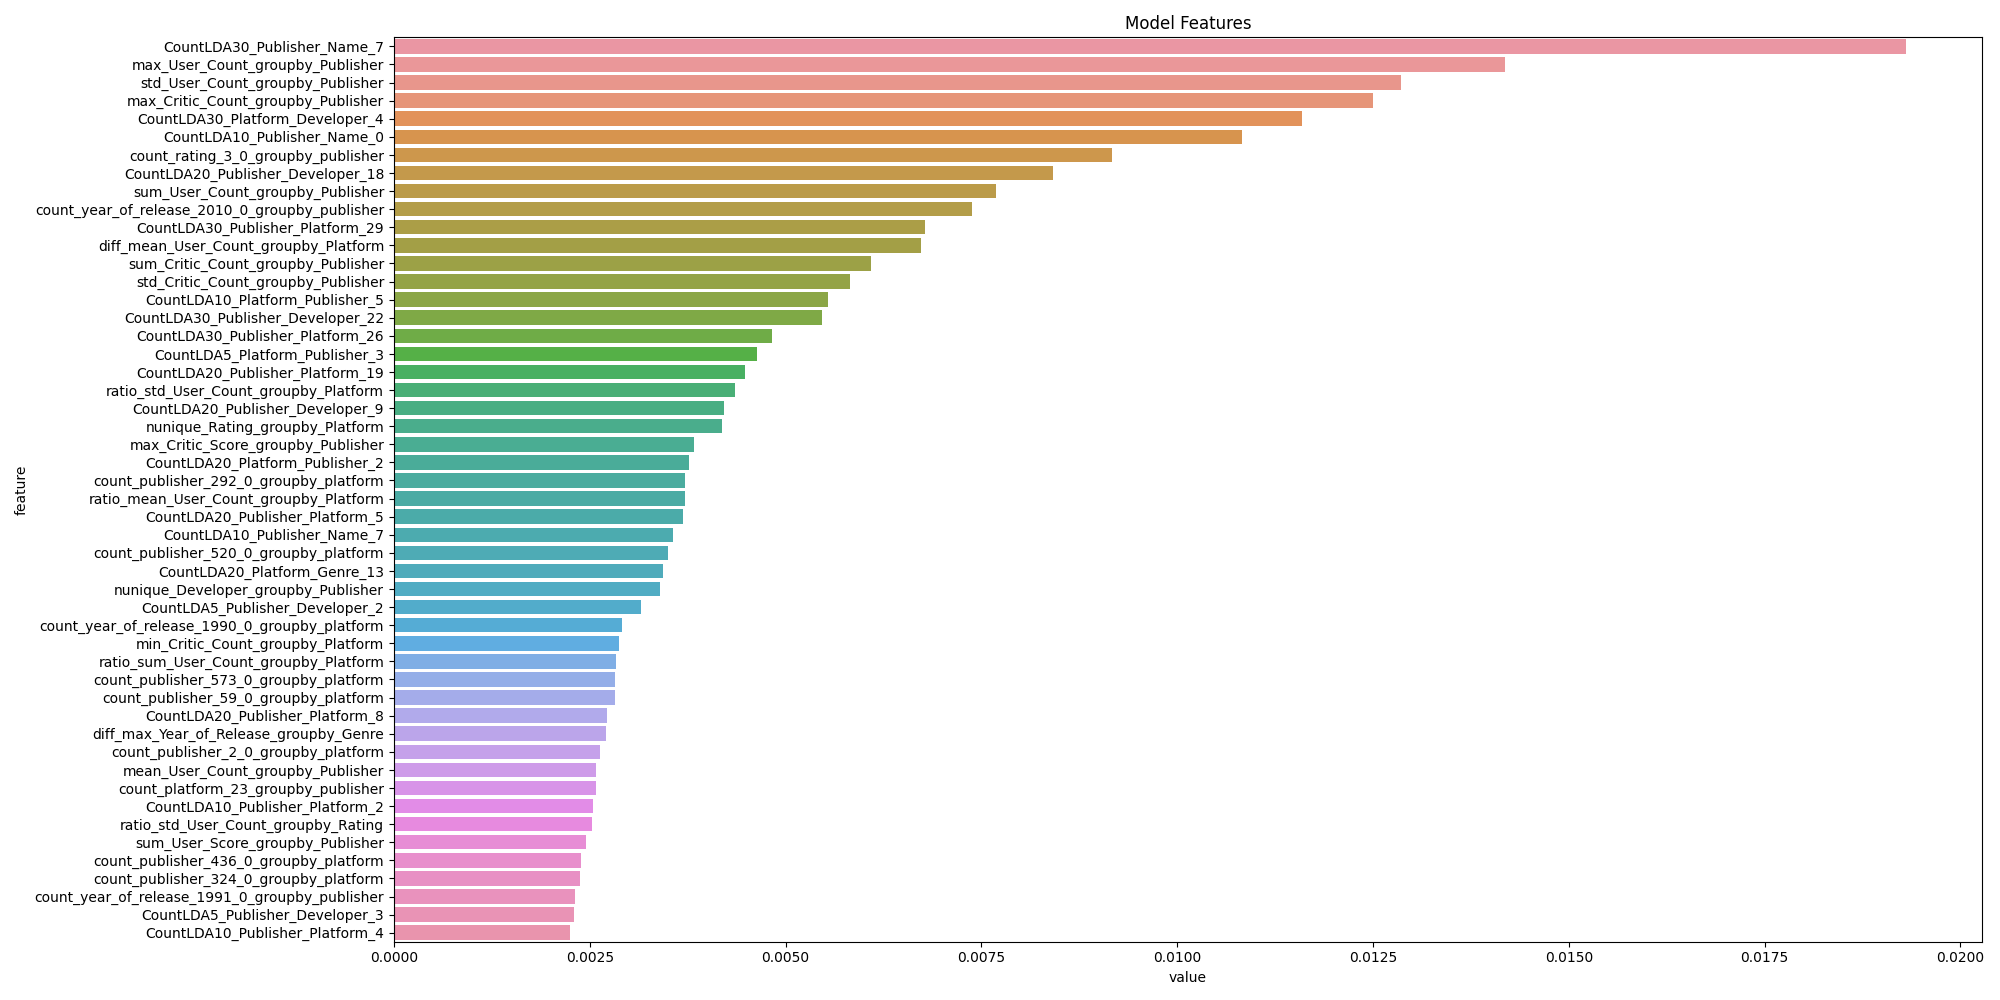 Model Features
CountLDA30_Publisher_Name_7
max_User_Count_groupby_Publisher
std_User_Count_groupby_Publisher
max_Critic_Count_groupby_Publisher
CountLDA30_Platform_Developer_4
CountLDA10_Publisher_Name_0
count_rating_3_0_groupby_publisher
CountLDA20_Publisher_Developer_18
sum_User_Count_groupby_Publisher
count_year_of_release_2010_0_groupby_publisher
CountLDA30_Publisher_Platform_29
diff_mean_User_Count_groupby_Platform
sum_Critic_Count_groupby_Publisher
std_Critic_Count_groupby_Publisher
CountLDA10_Platform_Publisher_5
CountLDA30_Publisher_Developer_22
CountLDA30_Publisher_Platform_26
CountLDA5_Platform_Publisher_3
CountLDA20_Publisher_Platform_19
ratio_std_User_Count_groupby_Platform
CountLDA20_Publisher_Developer_9
nunique_Rating_groupby_Platform
max_Critic_Score_groupby_Publisher
CountLDA20_Platform_Publisher_2
count_publisher_292_0_groupby_platform
ratio_mean_User_Count_groupby_Platform
CountLDA20_Publisher_Platform_5
CountLDA10_Publisher_Name_7
count_publisher_520_0_groupby_platform
CountLDA20_Platform_Genre_13
nunique_Developer_groupby_Publisher
CountLDA5_Publisher_Developer_2
count_year_of_release_1990_0_groupby_platform
min_Critic_Count_groupby_Platform
ratio_sum_User_Count_groupby_Platform
count_publisher_573_0_groupby_platform
count_publisher_59_0_groupby_platform
CountLDA20_Publisher_Platform_8
diff_max_Year_of_Release_groupby_Genre
count_publisher_2_0_groupby_platform
mean_User_Count_groupby_Publisher
count_platform_23_groupby_publisher
CountLDA10_Publisher_Platform_2
ratio_std_User_Count_groupby_Rating
sum_User_Score_groupby_Publisher
count_publisher_436_0_groupby_platform
count_publisher_324_0_groupby_platform
count_year_of_release_1991_0_groupby_publisher
CountLDA5_Publisher_Developer_3
CountLDA10_Publisher_Platform_4
feature
0.0000 0.0025 0.0050 0.0075 0.0100 0.0125 0.0150 0.0175 0.0200
value